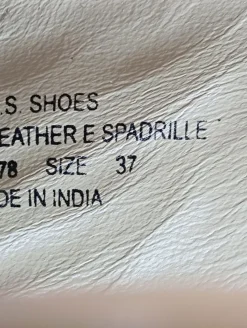 .S. SHOES
EATHER E SPADRILLE
78 SIZE 37
DE IN INDIA